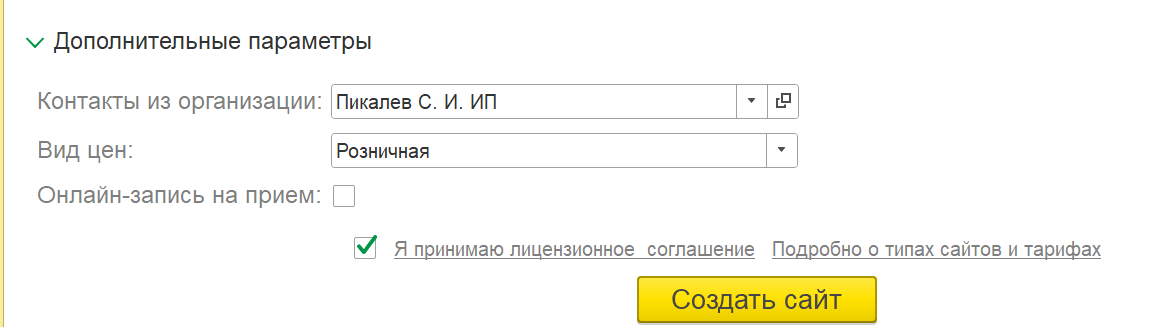 Дополнительные параметры
Контакты из организации: Пикалев С. И. ИП
Вид цен: Розничная
Онлайн-запись на прием:
Я принимаю лицензионное соглашение Подробно о типах сайтов и тарифах
Создать сайт